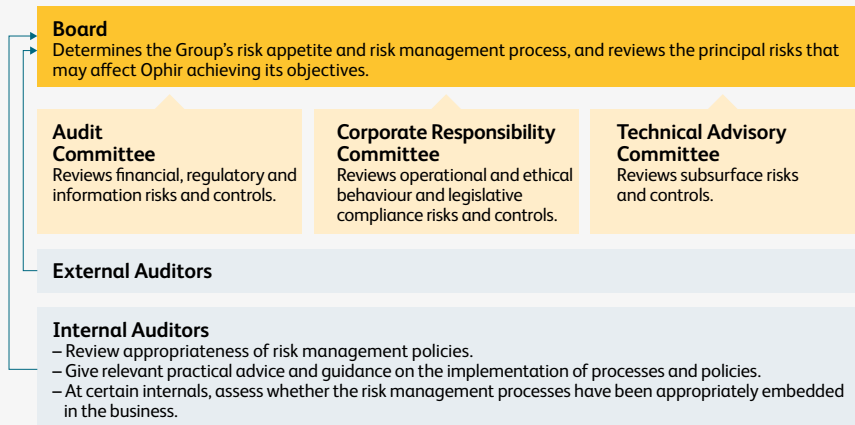 Board
Determines the Group's risk appetite and risk management process, and reviews the principal risks that
may affect Ophir achieving its objectives.
Audit
Committee
Reviews financial, regulatory and
information risks and controls.
Corporate Responsibility
Committee
Reviews operational and ethical
behaviour and legislative
compliance risks and controls.
Technical Advisory
Committee
Reviews subsurface risks
and controls.
External Auditors
Internal Auditors
– Review appropriateness of risk management policies.
– Give relevant practical advice and guidance on the implementation of processes and policies.
– At certain internals, assess whether the risk management processes have been appropriately embedded
in the business.